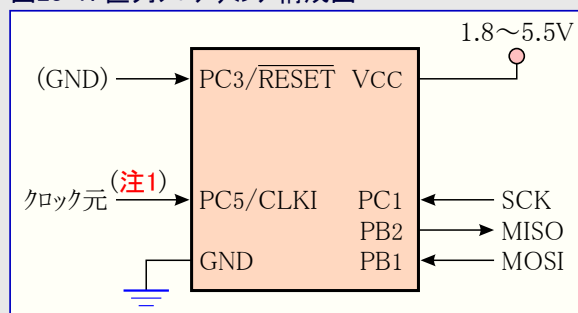 1.8～5.5V
(GND) PC3/RESET VCC
クロック元 (注1) PC5/CLKI PC1 SCK
PB2 MISO
GND PB1 MOSI